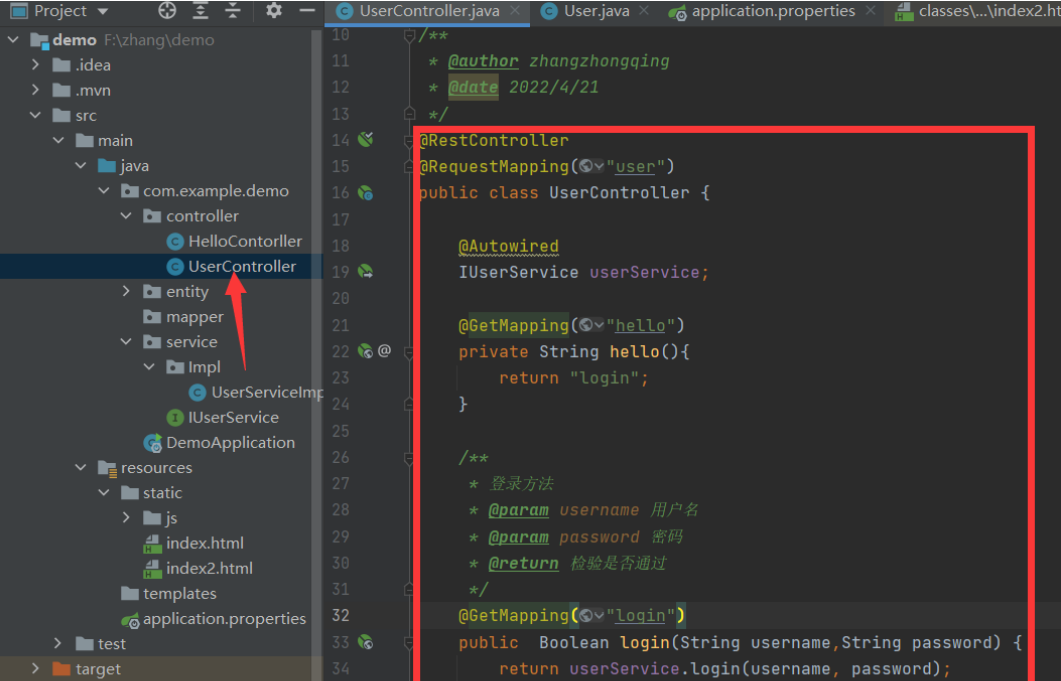 Project
UserController.java
User.java
application.properties
classes\...\index2.ht
demo F:\zhang\demo
.idea
.mvn
src
main
java
com.example.demo
controller
HelloContorller
UserController
entity
mapper
service
Impl
UserServiceImp
IUserService
DemoApplication
resources
static
js
index.html
index2.html
templates
application.properties
test
target
10 /**
11 * @author zhangzhongqing
12 * @date 2022/4/21
13 */
14 @RestController
15 @RequestMapping("user")
16 public class UserController {
17
18 @Autowired
19 IUserService userService;
20
21 @GetMapping("hello")
22 @ private String hello(){
23 return "login";
24 }
25
26 /**
27 * 登录方法
28 * @param username 用户名
29 * @param password 密码
30 * @return 检验是否通过
31 */
32 @GetMapping("login")
33 public Boolean login(String username,String password) {
34 return userService.login(username, password);